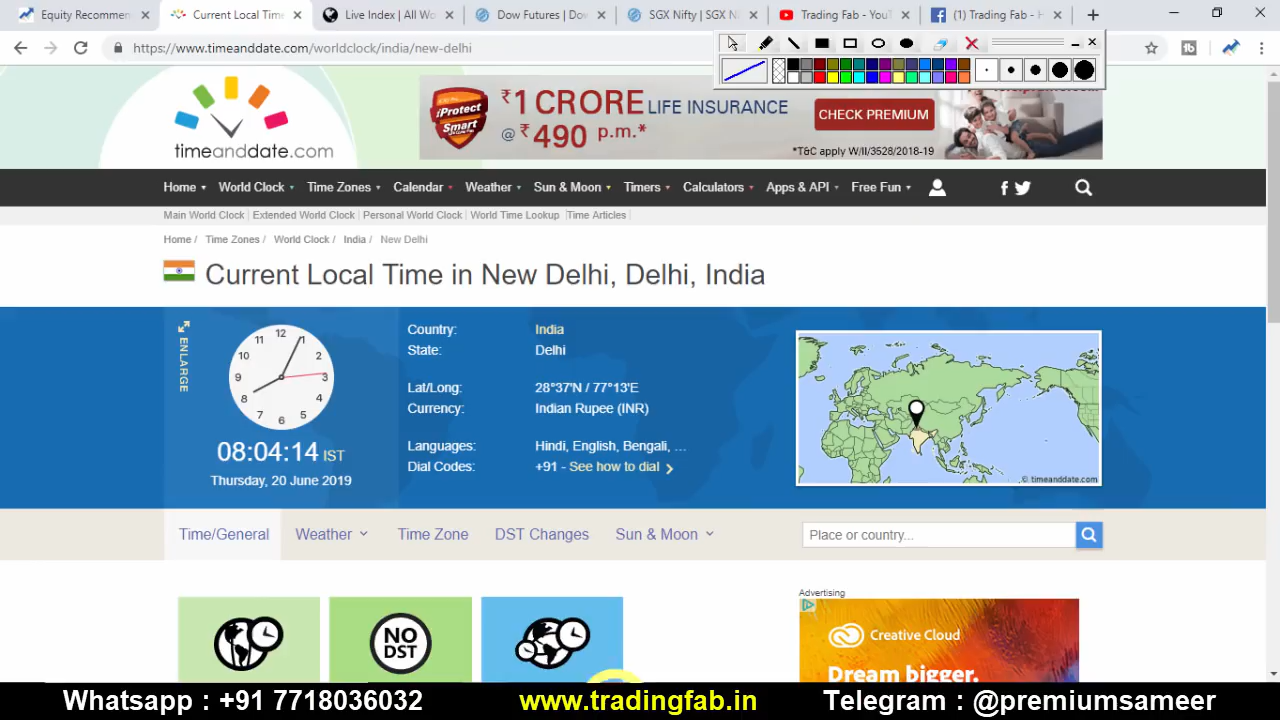 Equity Recommen
Current Local Time
Live Index | All Wo
Dow Futures | Dow
SGX Nifty | SGX N
Trading Fab - YouT
(1) Trading Fab - H
https://www.timeanddate.com/worldclock/india/new-delhi
timeanddate.com
iProtect Smart
₹1 CRORE LIFE INSURANCE
@ ₹490 p.m.*
CHECK PREMIUM
*T&C apply W/II/3528/2018-19
Home World Clock Time Zones Calendar Weather Sun & Moon Timers Calculators Apps & API Free Fun
Main World Clock Extended World Clock Personal World Clock World Time Lookup Time Articles
Home / Time Zones / World Clock / India / New Delhi
Current Local Time in New Delhi, Delhi, India
ENLARGE
12 1 2 3 4 5 6 7 8 9 10 11
08:04:14 IST
Thursday, 20 June 2019
Country: India
State: Delhi
Lat/Long: 28°37'N / 77°13'E
Currency: Indian Rupee (INR)
Languages: Hindi, English, Bengali, ...
Dial Codes: +91 - See how to dial
© timeanddate.com
Time/General Weather Time Zone DST Changes Sun & Moon
Place or country...
NO
DST
Advertising
Creative Cloud
Dream bigger.
Whatsapp : +91 7718036032 www.tradingfab.in Telegram : @premiumsameer